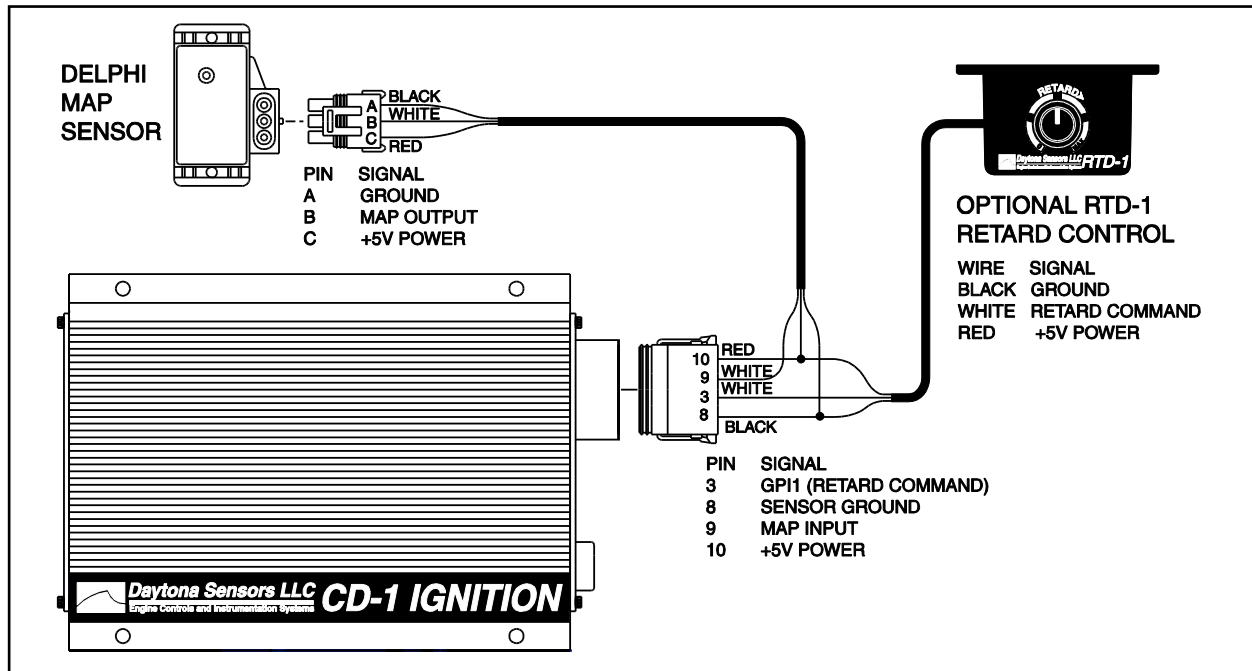 DELPHI
MAP
SENSOR
A
B
C
BLACK
WHITE
RED
PIN SIGNAL
A GROUND
B MAP OUTPUT
C +5V POWER
RETARD
Daytona Sensors LLC
RTD-1
OPTIONAL RTD-1
RETARD CONTROL
WIRE SIGNAL
BLACK GROUND
WHITE RETARD COMMAND
RED +5V POWER
10 RED
9 WHITE
3 WHITE
8 BLACK
PIN SIGNAL
3 GPI1 (RETARD COMMAND)
8 SENSOR GROUND
9 MAP INPUT
10 +5V POWER
Daytona Sensors LLC
Engine Controls and Instrumentation Systems
CD-1 IGNITION